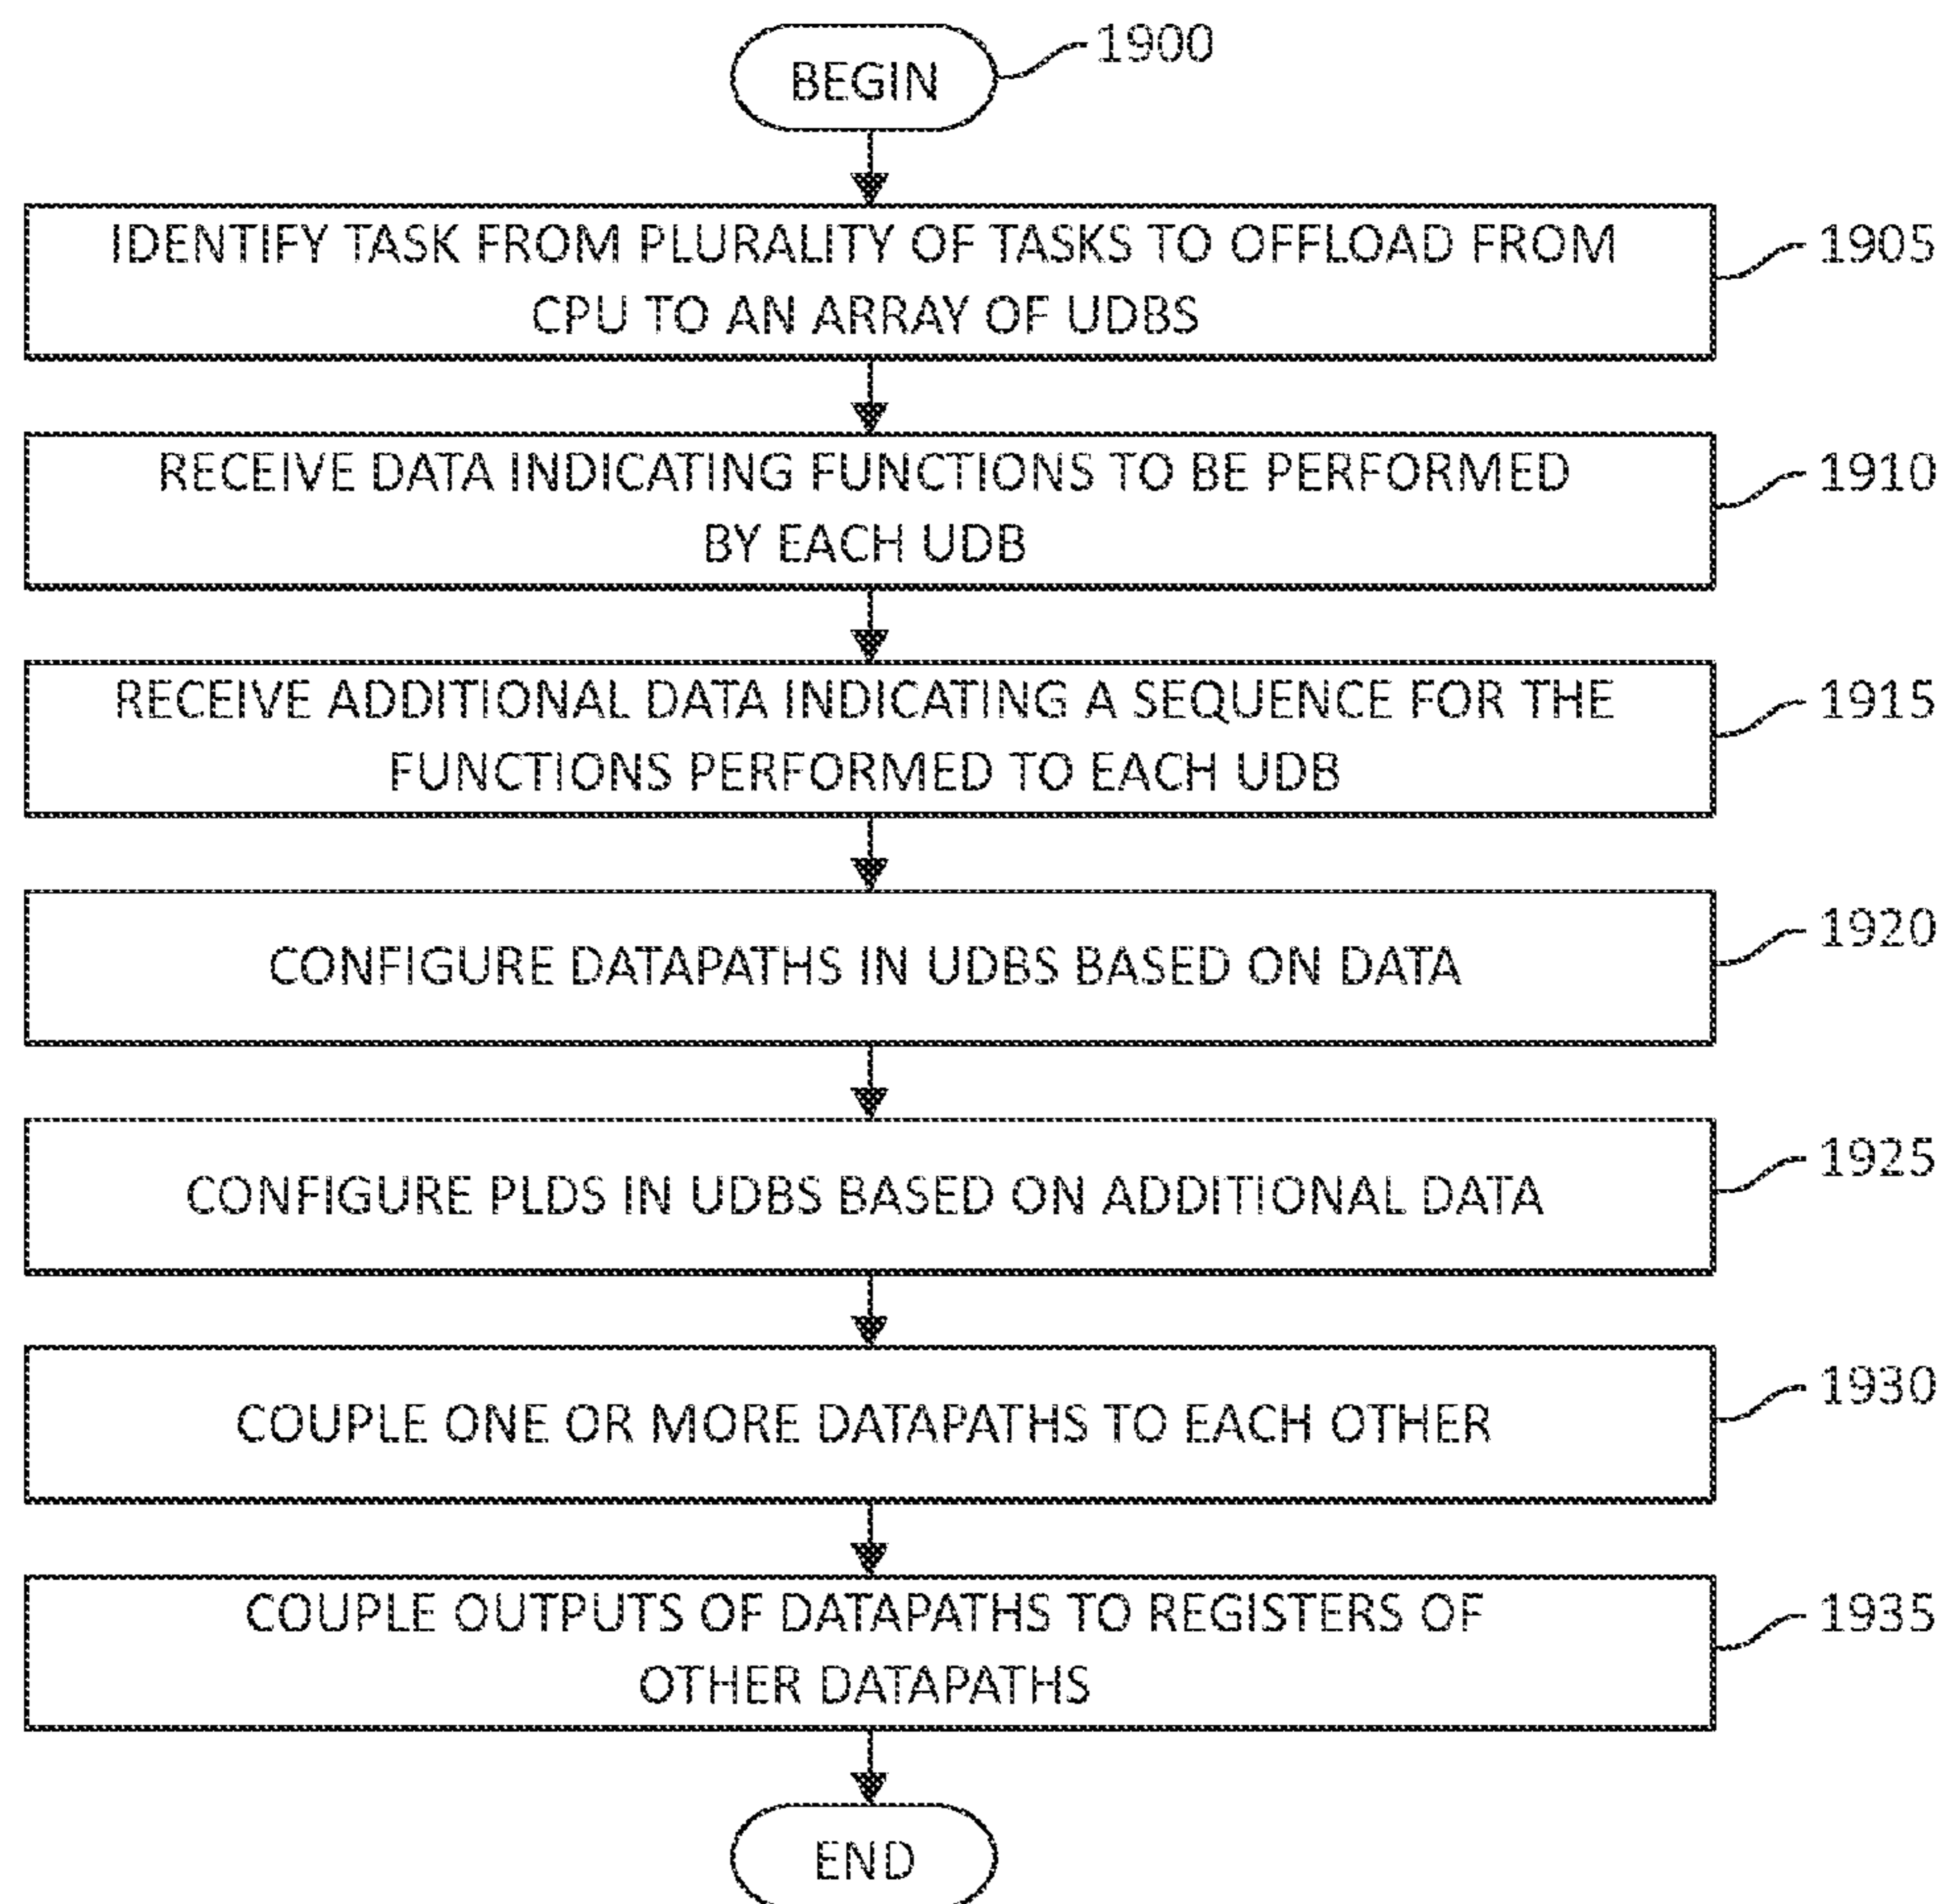 BEGIN
1900
IDENTIFY TASK FROM PLURALITY OF TASKS TO OFFLOAD FROM
CPU TO AN ARRAY OF UDBS
1905
RECEIVE DATA INDICATING FUNCTIONS TO BE PERFORMED
BY EACH UDB
1910
RECEIVE ADDITIONAL DATA INDICATING A SEQUENCE FOR THE
FUNCTIONS PERFORMED TO EACH UDB
1915
CONFIGURE DATAPATHS IN UDBS BASED ON DATA
1920
CONFIGURE PLDS IN UDBS BASED ON ADDITIONAL DATA
1925
COUPLE ONE OR MORE DATAPATHS TO EACH OTHER
1930
COUPLE OUTPUTS OF DATAPATHS TO REGISTERS OF
OTHER DATAPATHS
1935
END